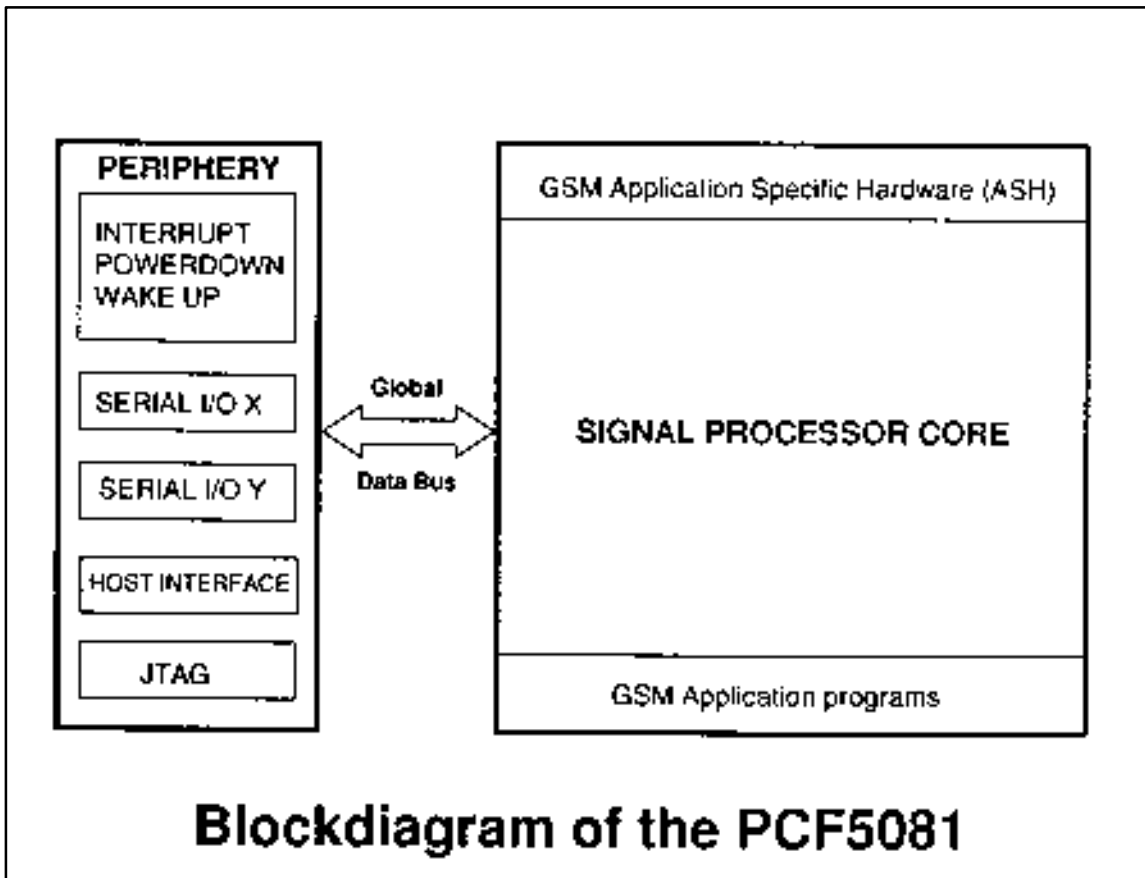 PERIPHERY
INTERRUPT
POWERDOWN
WAKE UP
SERIAL I/O X
SERIAL I/O Y
HOST INTERFACE
JTAG
Global
Data Bus
GSM Application Specific Hardware (ASH)
SIGNAL PROCESSOR CORE
GSM Application programs
Blockdiagram of the PCF5081